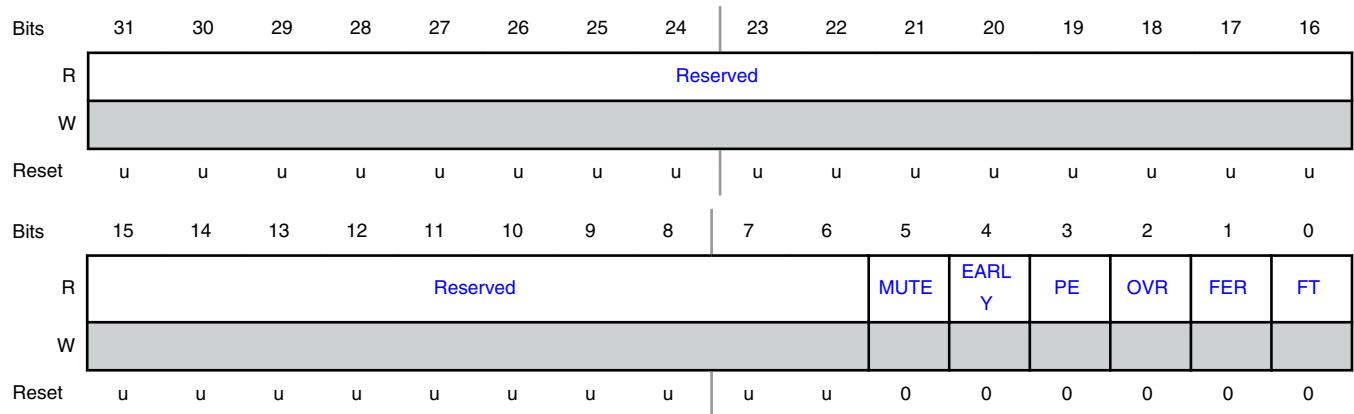 Bits 31 30 29 28 27 26 25 24 23 22 21 20 19 18 17 16
R Reserved
W
Reset u u u u u u u u u u u u u u u u
Bits 15 14 13 12 11 10 9 8 7 6 5 4 3 2 1 0
R Reserved MUTE EARL PE OVR FER FT
Y
W
Reset u u u u u u u u u u 0 0 0 0 0 0